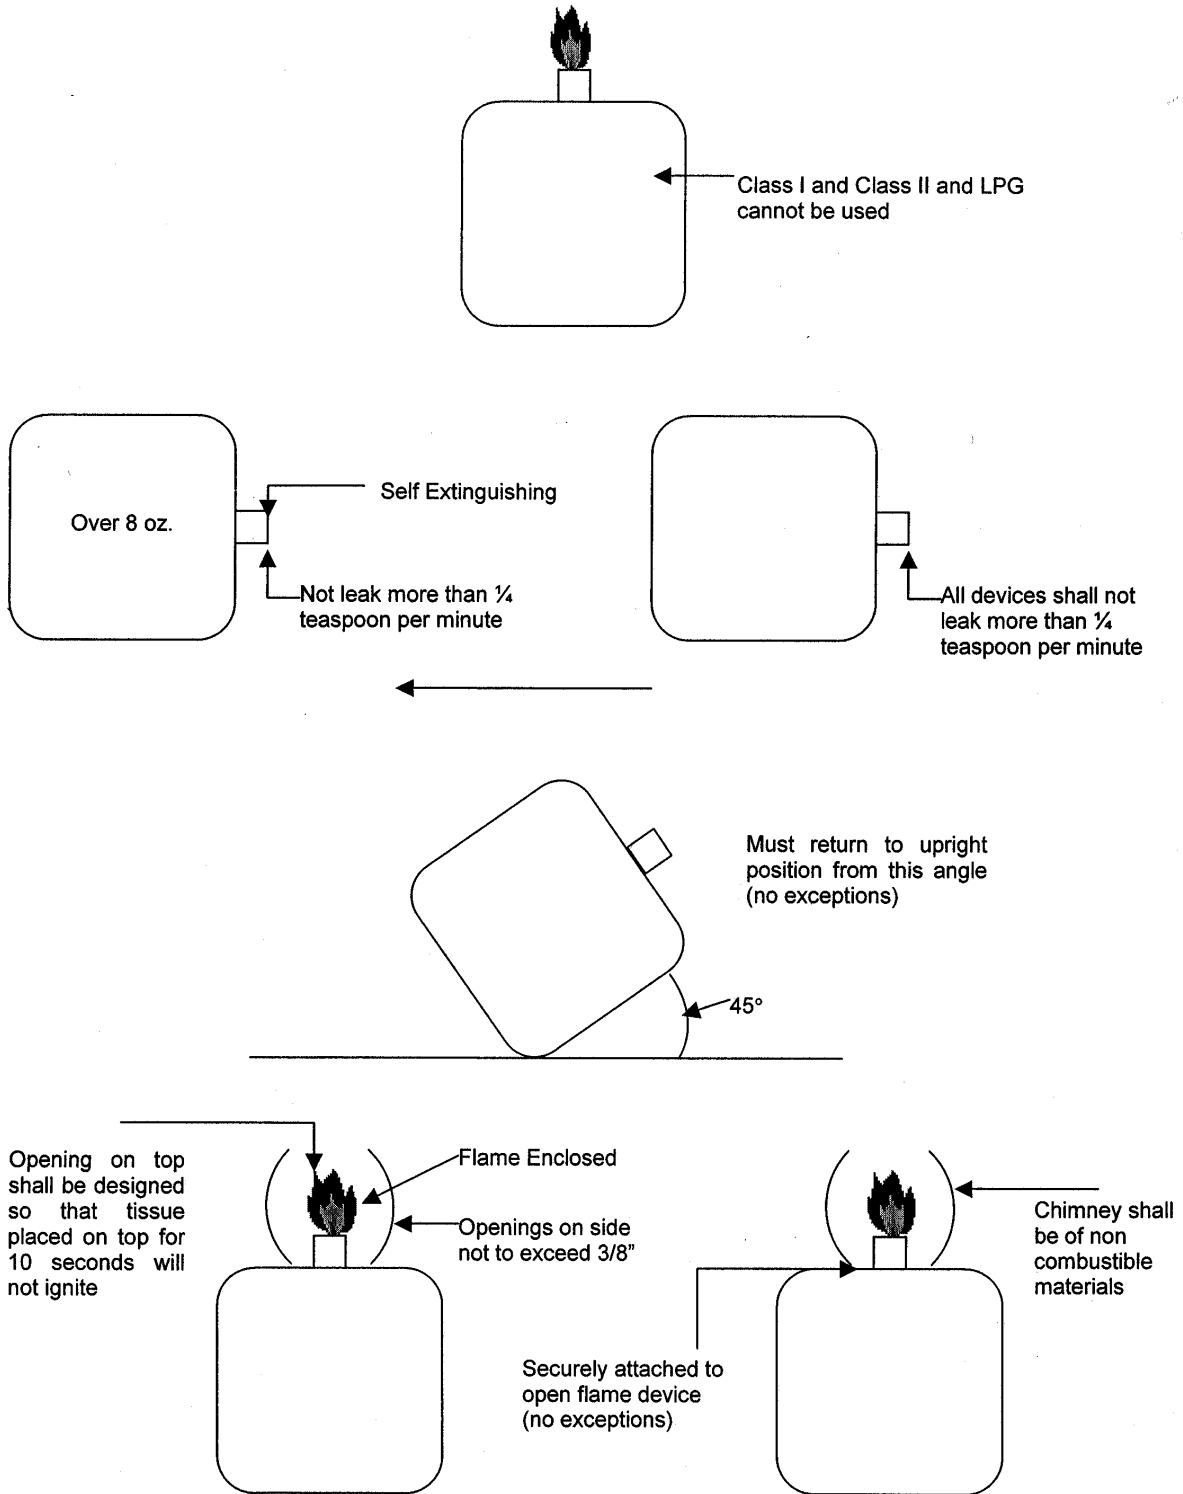 Class I and Class II and LPG
cannot be used
Over 8 oz.
Self Extinguishing
Not leak more than ¼
teaspoon per minute
All devices shall not
leak more than ¼
teaspoon per minute
Must return to upright
position from this angle
(no exceptions)
45°
Opening on top
shall be designed
so that tissue
placed on top for
10 seconds will
not ignite
Flame Enclosed
Openings on side
not to exceed 3/8”
Chimney shall
be of non
combustible
materials
Securely attached to
open flame device
(no exceptions)